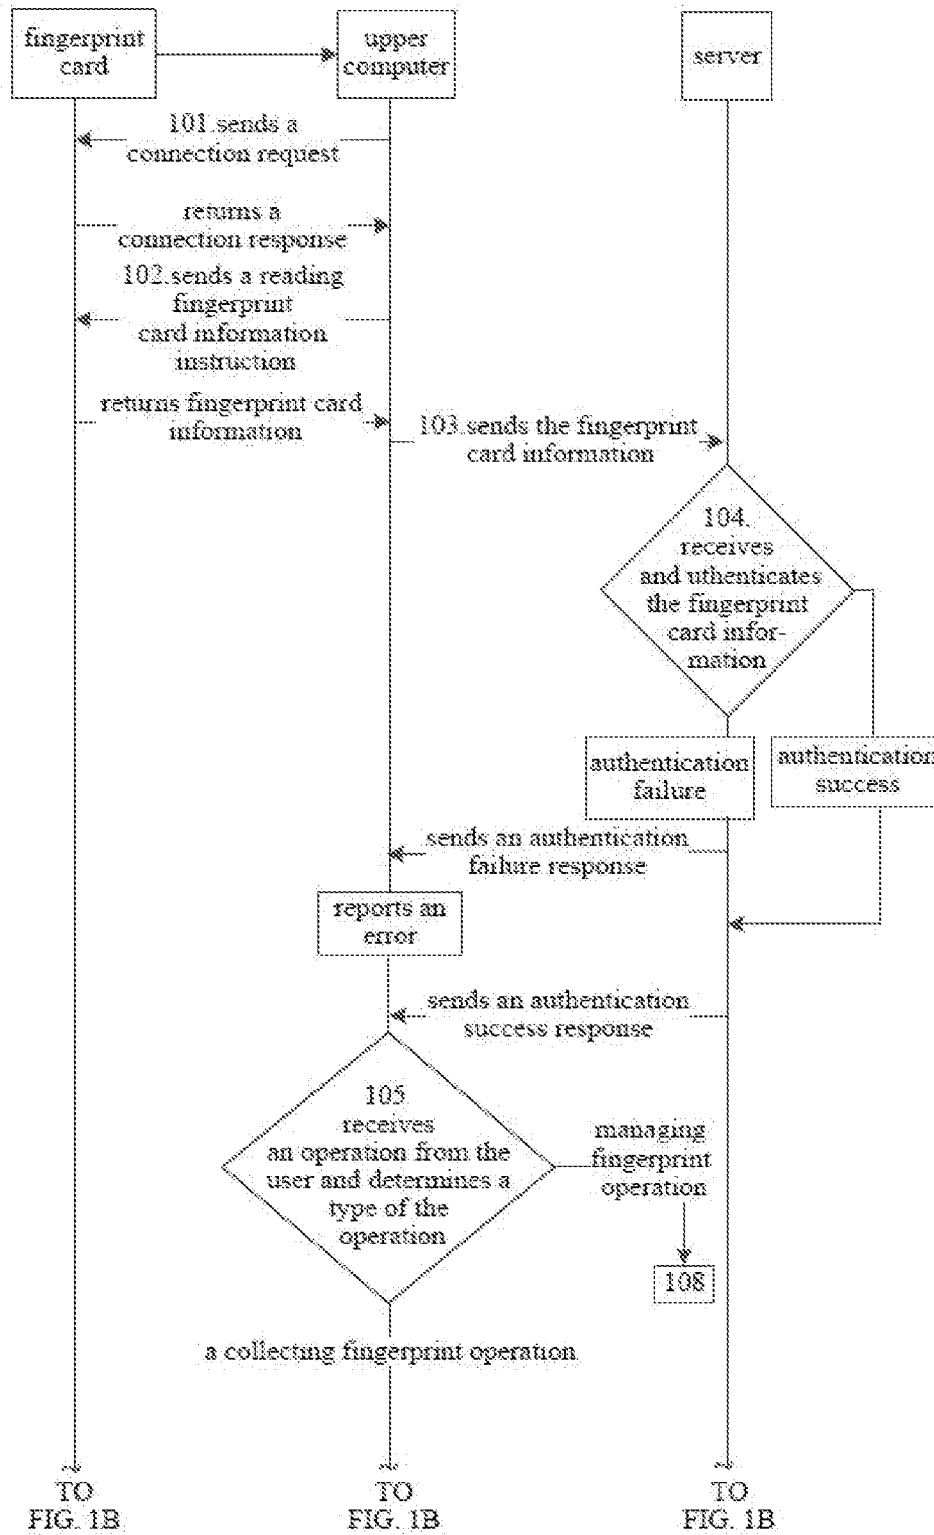 fingerprint
card
upper
computer
server
101.sends a
connection request
returns a
connection response
102.sends a reading
fingerprint
card information
instruction
returns fingerprint card
information
103.sends the fingerprint
card information
104.
receives
and uthenticates
the fingerprint
card infor-
mation
authentication
failure
authentication
success
sends an authentication
failure response
reports an
error
sends an authentication
success response
105
receives
an operation from the
user and determines a
type of the
operation
managing
fingerprint
operation
108
a collecting fingerprint operation
TO
FIG. 1B
TO
FIG. 1B
TO
FIG. 1B